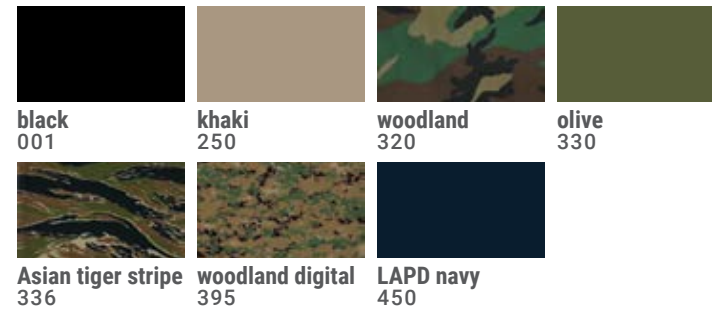 black
001
khaki
250
woodland
320
olive
330
Asian tiger stripe
336
woodland digital
395
LAPD navy
450